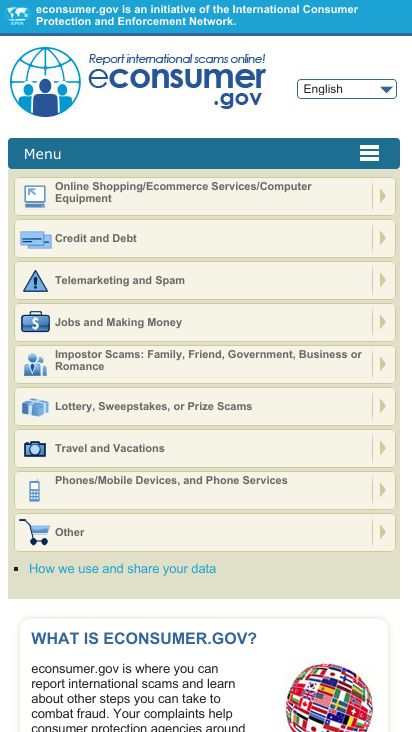 econsumer.gov is an initiative of the International Consumer
Protection and Enforcement Network.
Report international scams online!
econsumer
.gov
English
Menu
Online Shopping/Ecommerce Services/Computer
Equipment
Credit and Debt
Telemarketing and Spam
Jobs and Making Money
Impostor Scams: Family, Friend, Government, Business or
Romance
Lottery, Sweepstakes, or Prize Scams
Travel and Vacations
Phones/Mobile Devices, and Phone Services
Other
How we use and share your data
WHAT IS ECONSUMER.GOV?
econsumer.gov is where you can
report international scams and learn
about other steps you can take to
combat fraud. Your complaints help
consumer protection agencies around